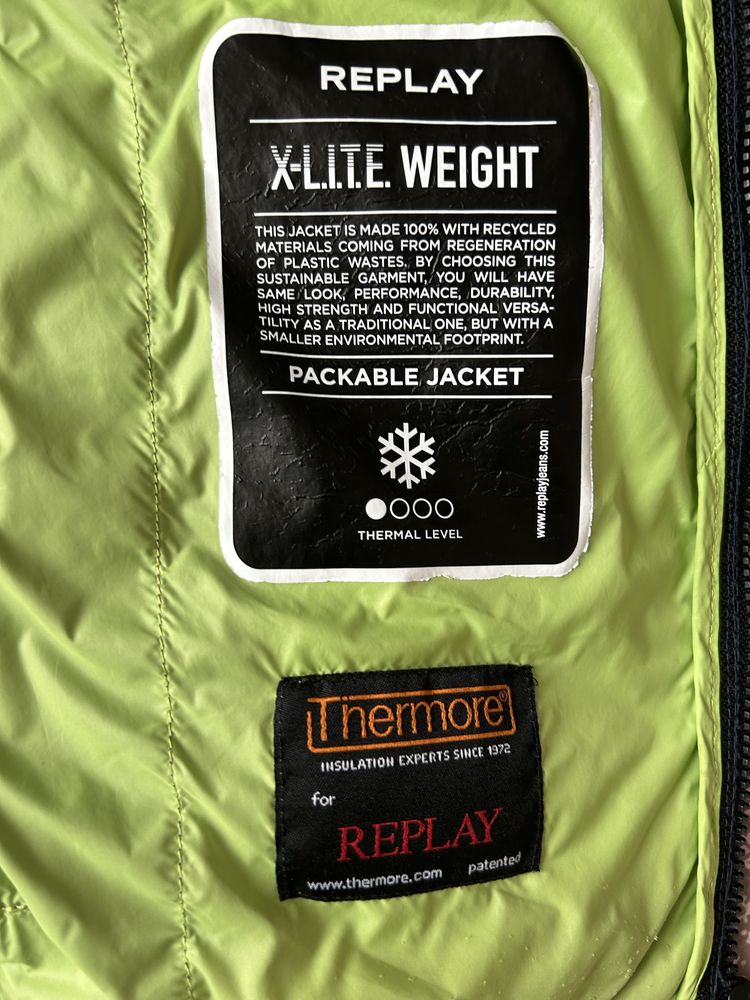 REPLAY
X-L.I.T.E. WEIGHT
THIS JACKET IS MADE 100% WITH RECYCLED
MATERIALS COMING FROM REGENERATION
OF PLASTIC WASTES. BY CHOOSING THIS
SUSTAINABLE GARMENT, YOU WILL HAVE
SAME LOOK, PERFORMANCE, DURABILITY,
HIGH STRENGTH AND FUNCTIONAL VERSA-
TILITY AS A TRADITIONAL ONE, BUT WITH A
SMALLER ENVIRONMENTAL FOOTPRINT.
PACKABLE JACKET
THERMAL LEVEL
www.replayjeans.com
Thermore®
INSULATION EXPERTS SINCE 1972
for
REPLAY
www.thermore.com patented